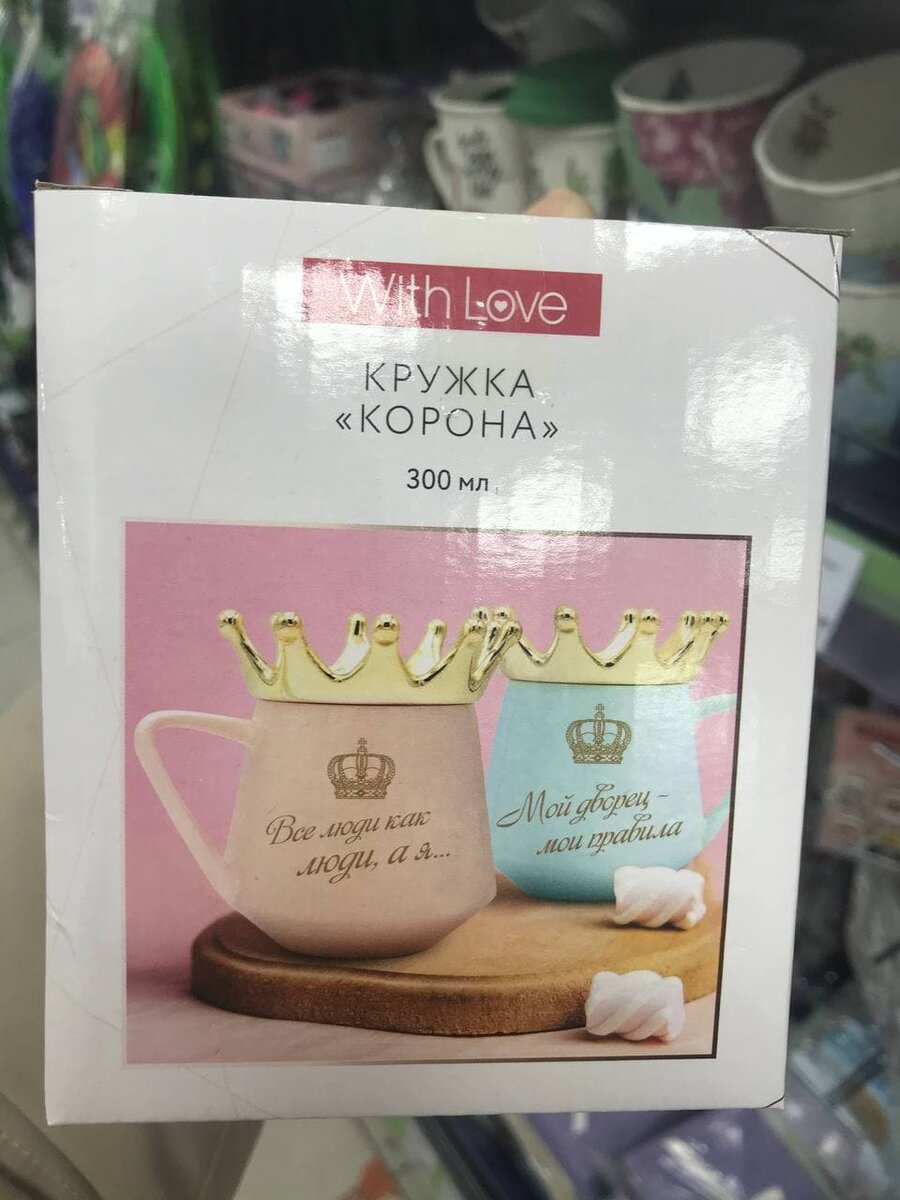 With Love
КРУЖКА
«КОРОНА»
300 мл
Все люди как
люди, а я...
Мой дворец –
мои правила